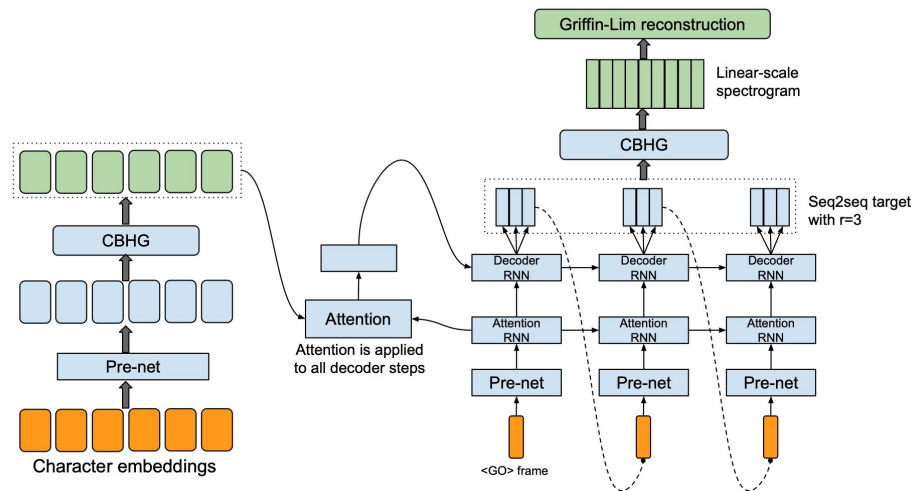 Griffin-Lim reconstruction
Linear-scale
spectrogram
CBHG
Seq2seq target
with r=3
CBHG
Decoder
RNN
Decoder
RNN
Decoder
RNN
Attention
Attention is applied
to all decoder steps
Attention
RNN
Attention
RNN
Attention
RNN
Pre-net
Pre-net
Pre-net
Pre-net
Character embeddings
<GO> frame